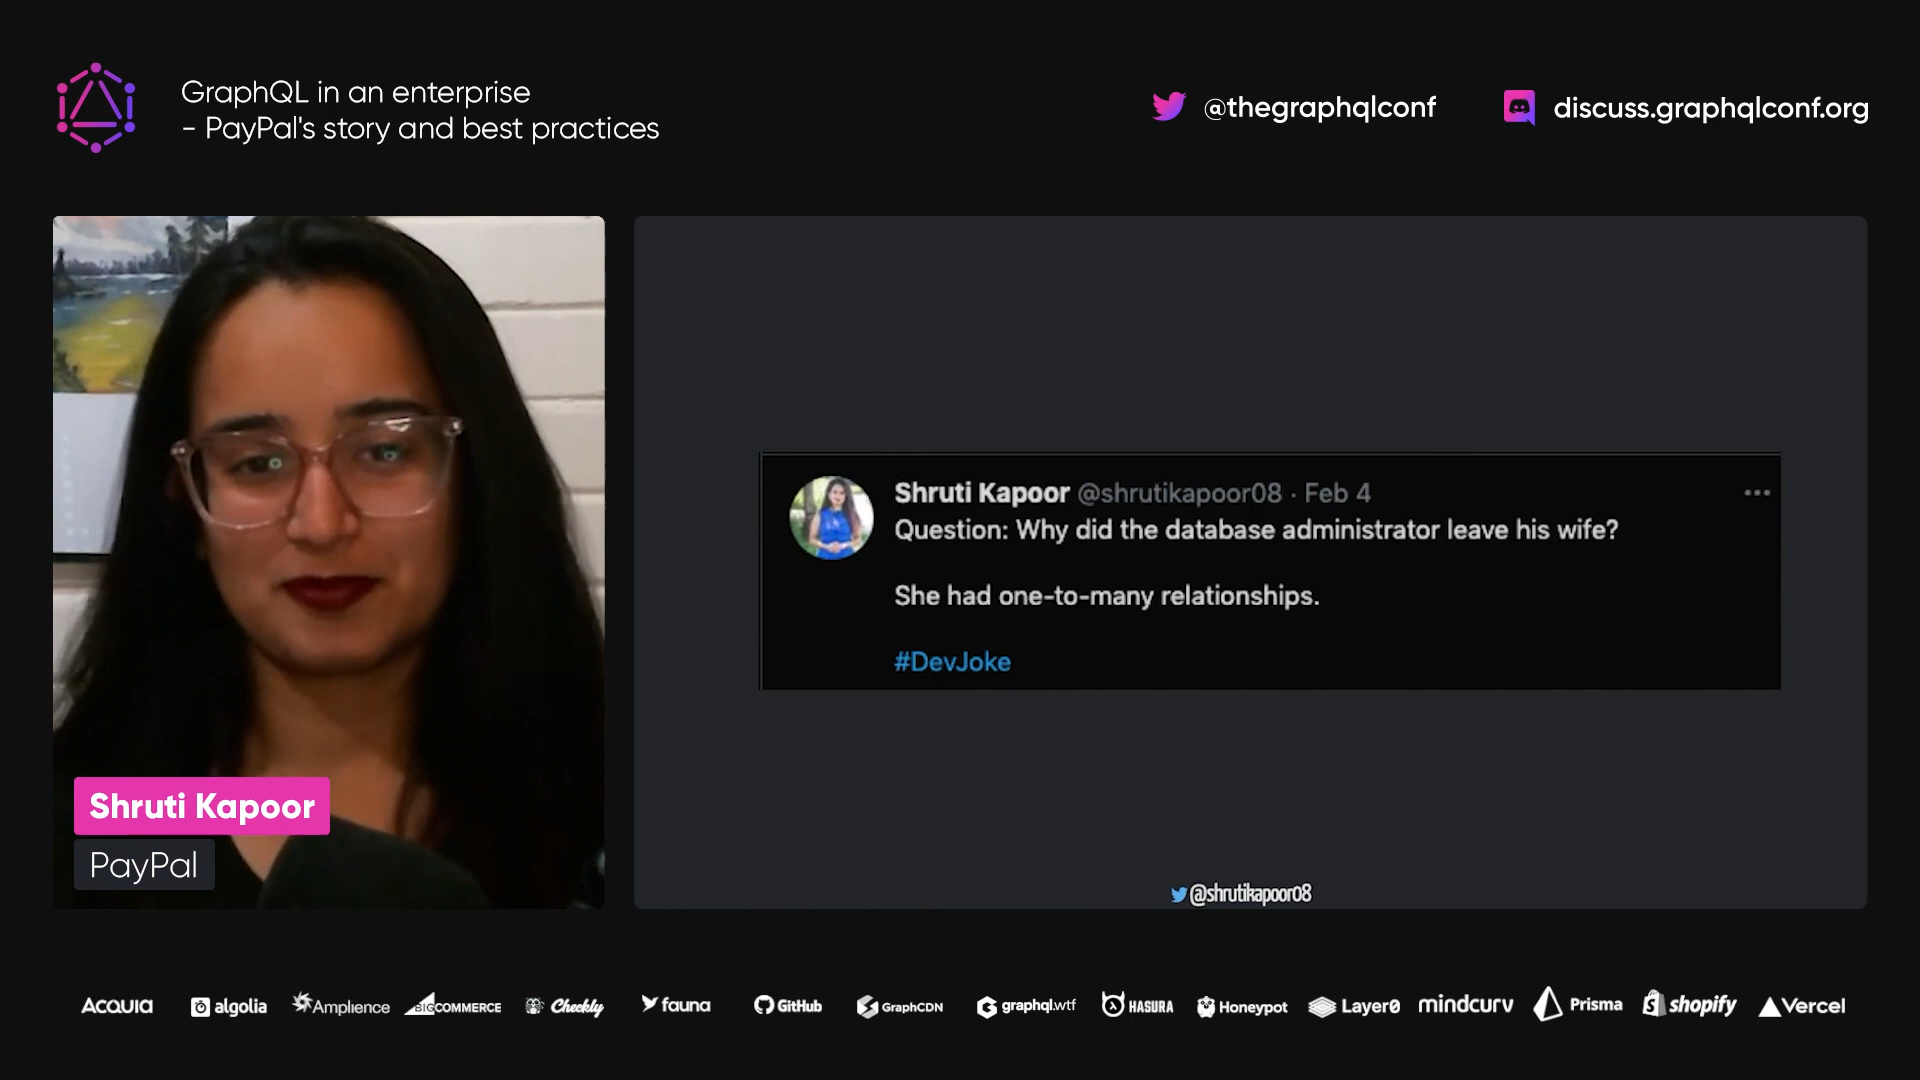 GraphQL in an enterprise
- PayPal's story and best practices
@thegraphqlconf
discuss.graphqlconf.org
Shruti Kapoor
PayPal
Shruti Kapoor @shrutikapoor08 · Feb 4
Question: Why did the database administrator leave his wife?
She had one-to-many relationships.
#DevJoke
@shrutikapoor08
ACQUIA algolia Amplience BIGCOMMERCE Checkly fauna GitHub GraphCDN graphql.wtf HASURA Honeypot Layer0 mindcurv Prisma shopify Vercel